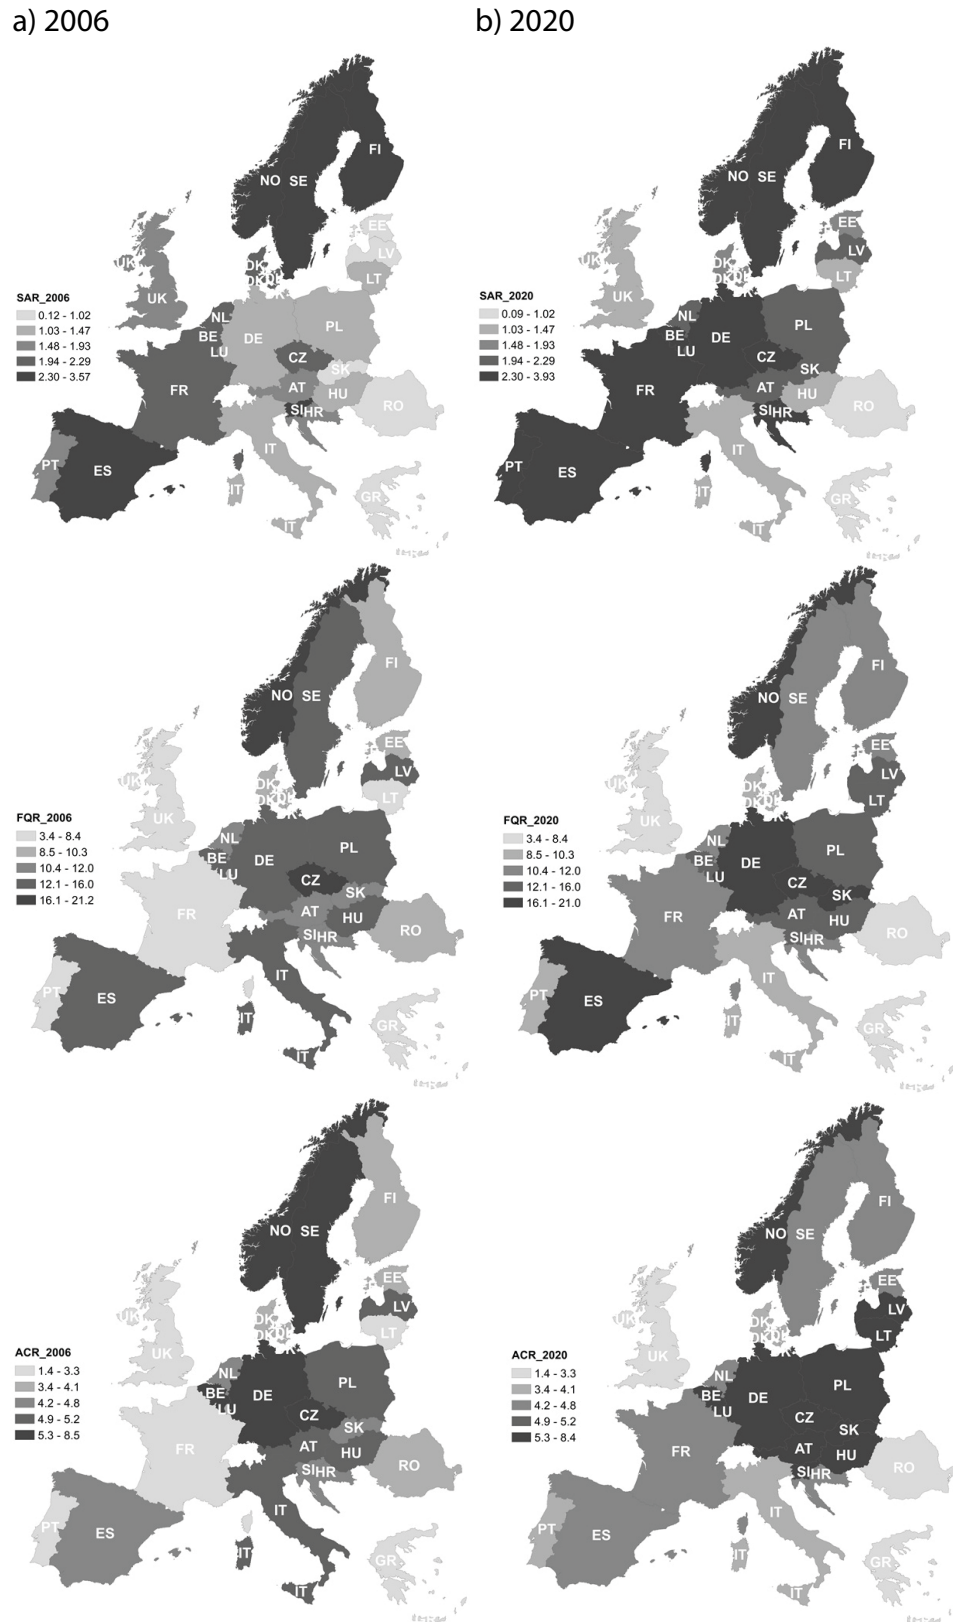 a) 2006
b) 2020
FI
NO SE
EE
LV
LT
DK
UK
UK
NL
BE
LU
DE
PL
CZ
SK
AT
HU
SI HR
RO
FR
IT
PT
ES
IT
IT
GR
SAR_2006
0.12 - 1.02
1.03 - 1.47
1.48 - 1.93
1.94 - 2.29
2.30 - 3.57
FI
NO SE
EE
LV
LT
DK
UK
UK
NL
BE
LU
DE
PL
CZ
SK
AT
HU
SI HR
RO
FR
IT
PT
ES
IT
IT
GR
SAR_2020
0.09 - 1.02
1.03 - 1.47
1.48 - 1.93
1.94 - 2.29
2.30 - 3.93
FI
NO SE
EE
LV
LT
DK
UK
UK
NL
BE
LU
DE
PL
CZ
SK
AT
HU
SI HR
RO
FR
IT
PT
ES
IT
IT
GR
FQR_2006
3.4 - 8.4
8.5 - 10.3
10.4 - 12.0
12.1 - 16.0
16.1 - 21.2
FI
NO SE
EE
LV
LT
DK
UK
UK
NL
BE
LU
DE
PL
CZ
SK
AT
HU
SI HR
RO
FR
IT
PT
ES
IT
IT
GR
FQR_2020
3.4 - 8.4
8.5 - 10.3
10.4 - 12.0
12.1 - 16.0
16.1 - 21.0
FI
NO SE
EE
LV
LT
DK
UK
UK
NL
BE
LU
DE
PL
CZ
SK
AT
HU
SI HR
RO
FR
IT
PT
ES
IT
IT
GR
ACR_2006
1.4 - 3.3
3.4 - 4.1
4.2 - 4.8
4.9 - 5.2
5.3 - 8.5
FI
NO SE
EE
LV
LT
DK
UK
UK
NL
BE
LU
DE
PL
CZ
SK
AT
HU
SI HR
RO
FR
IT
PT
ES
IT
IT
GR
ACR_2020
1.4 - 3.3
3.4 - 4.1
4.2 - 4.8
4.9 - 5.2
5.3 - 8.4